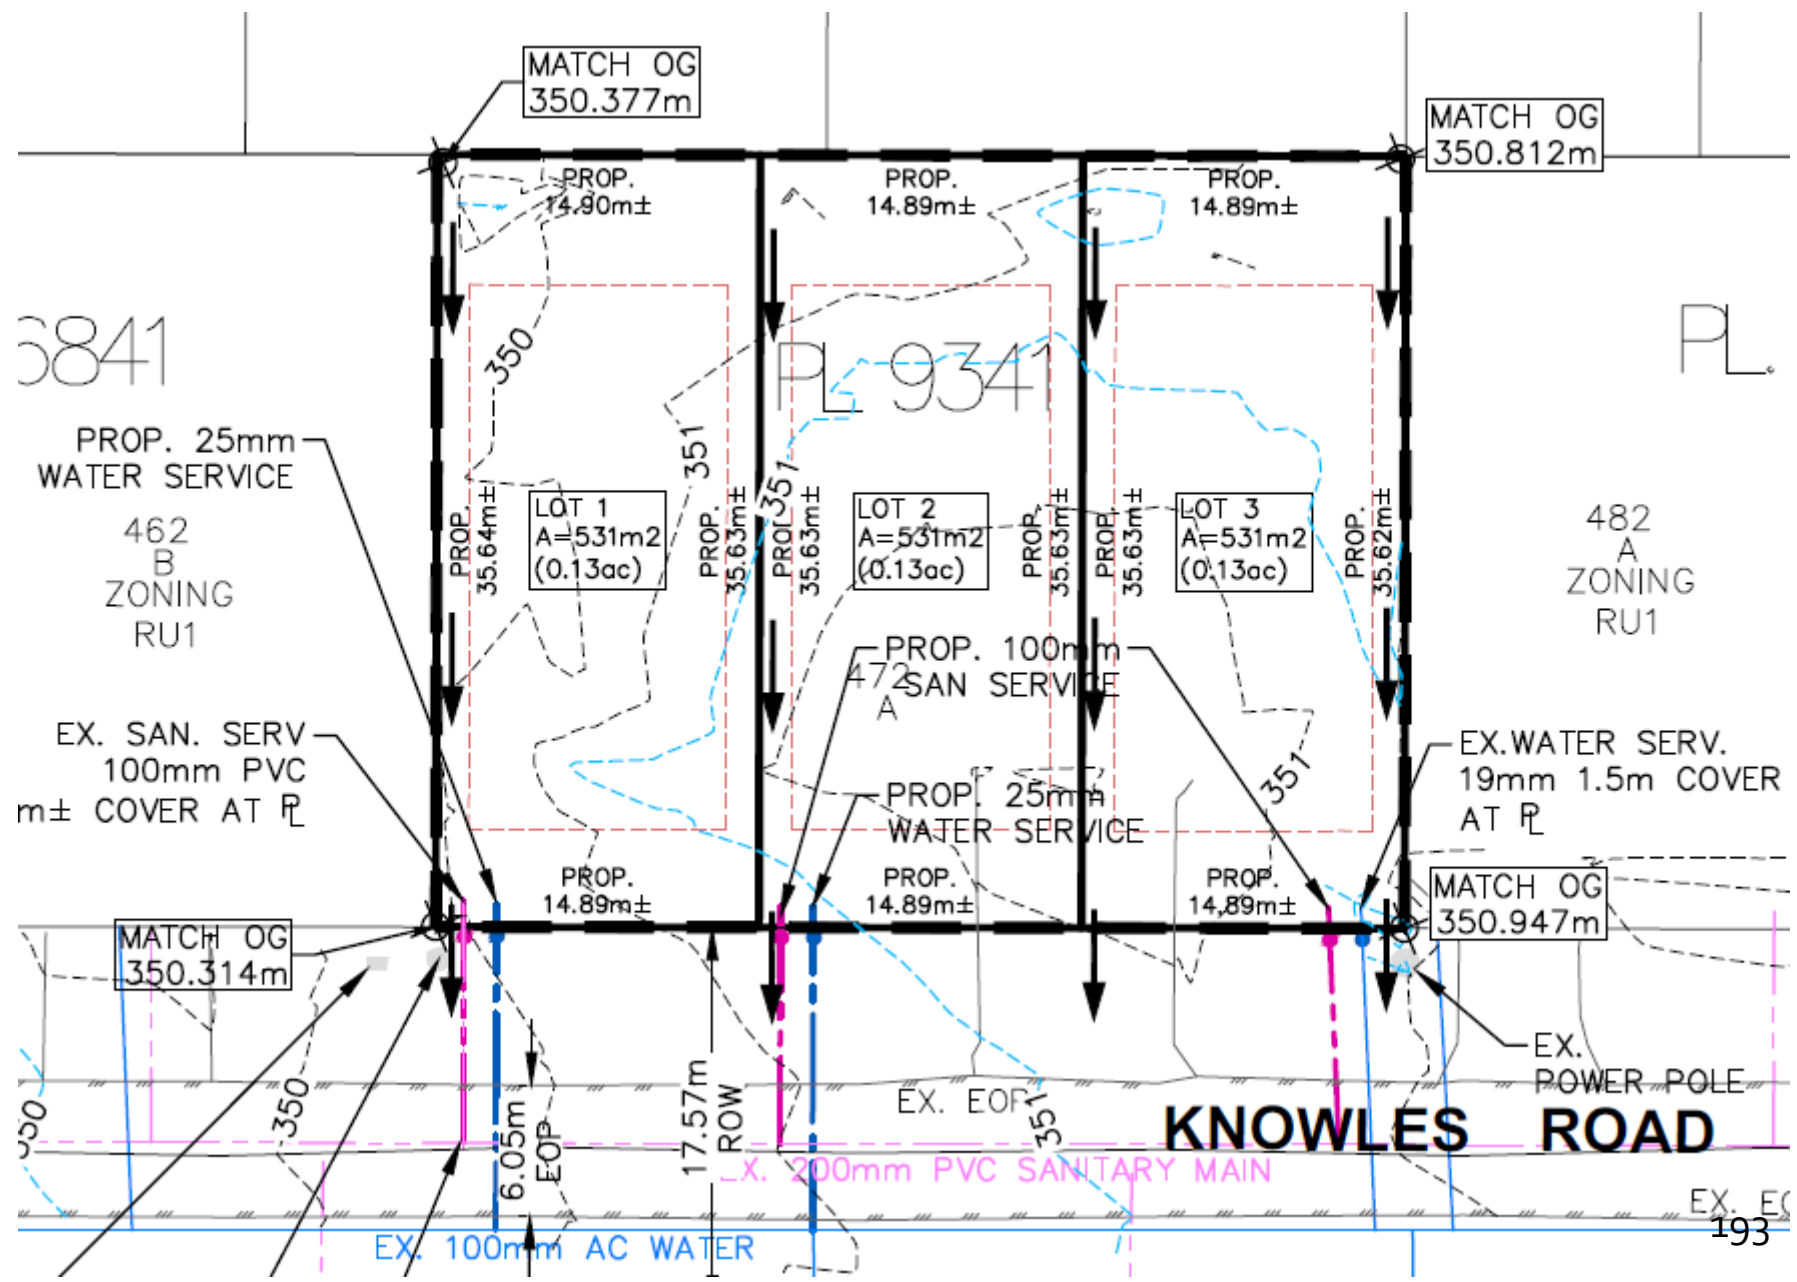 MATCH OG
350.377m
MATCH OG
350.812m
PROP.
14.90m±
PROP.
14.89m±
PROP.
14.89m±
6841
PL 9341
PL.
350
351
351
PROP. 25mm
WATER SERVICE
462
B
ZONING
RU1
PROP.
35.64m±
LOT 1
A=531m2
(0.13ac)
PROP.
35.63m±
PROP.
35.63m±
LOT 2
A=531m2
(0.13ac)
PROP.
35.63m±
PROP.
35.63m±
LOT 3
A=531m2
(0.13ac)
PROP.
35.62m±
482
A
ZONING
RU1
PROP. 100mm
SAN SERVICE
472
A
EX. SAN. SERV
100mm PVC
m± COVER AT PL
PROP. 25mm
WATER SERVICE
351
EX.WATER SERV.
19mm 1.5m COVER
AT PL
PROP.
14.89m±
PROP.
14.89m±
PROP.
14.89m±
MATCH OG
350.947m
MATCH OG
350.314m
EX.
POWER POLE
350
350
6.05m
EOP
17.57m
ROW
EX. EOP
351
KNOWLES ROAD
EX. 200mm PVC SANITARY MAIN
EX. EO
193
EX. 100mm AC WATER